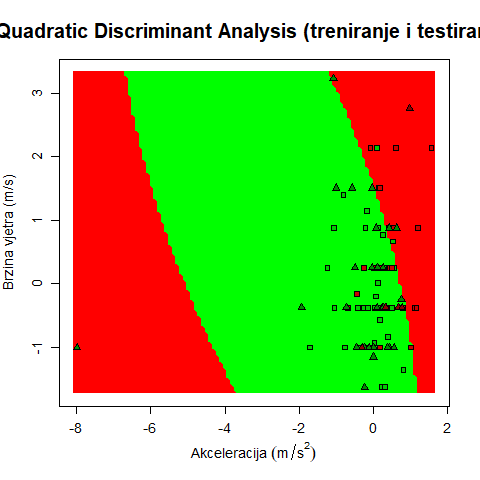 Quadratic Discriminant Analysis (treniranje i testiran
3
2
1
0
-1
Brzina vjetra (m/s)
-8 -6 -4 -2 0 2
Akceleracija (m/s²)